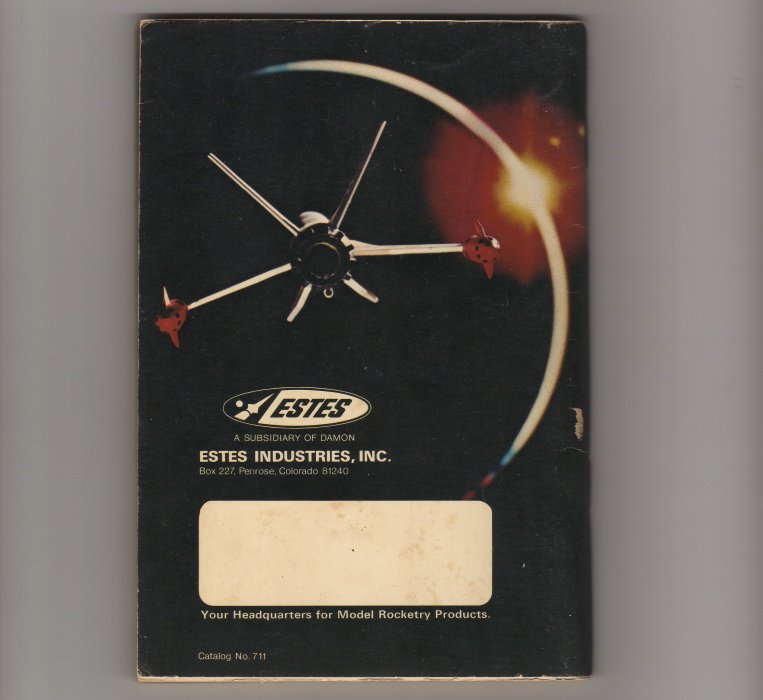 ESTES
A SUBSIDIARY OF DAMON
ESTES INDUSTRIES, INC.
Box 227, Penrose, Colorado 81240
Your Headquarters for Model Rocketry Products.
Catalog No. 711